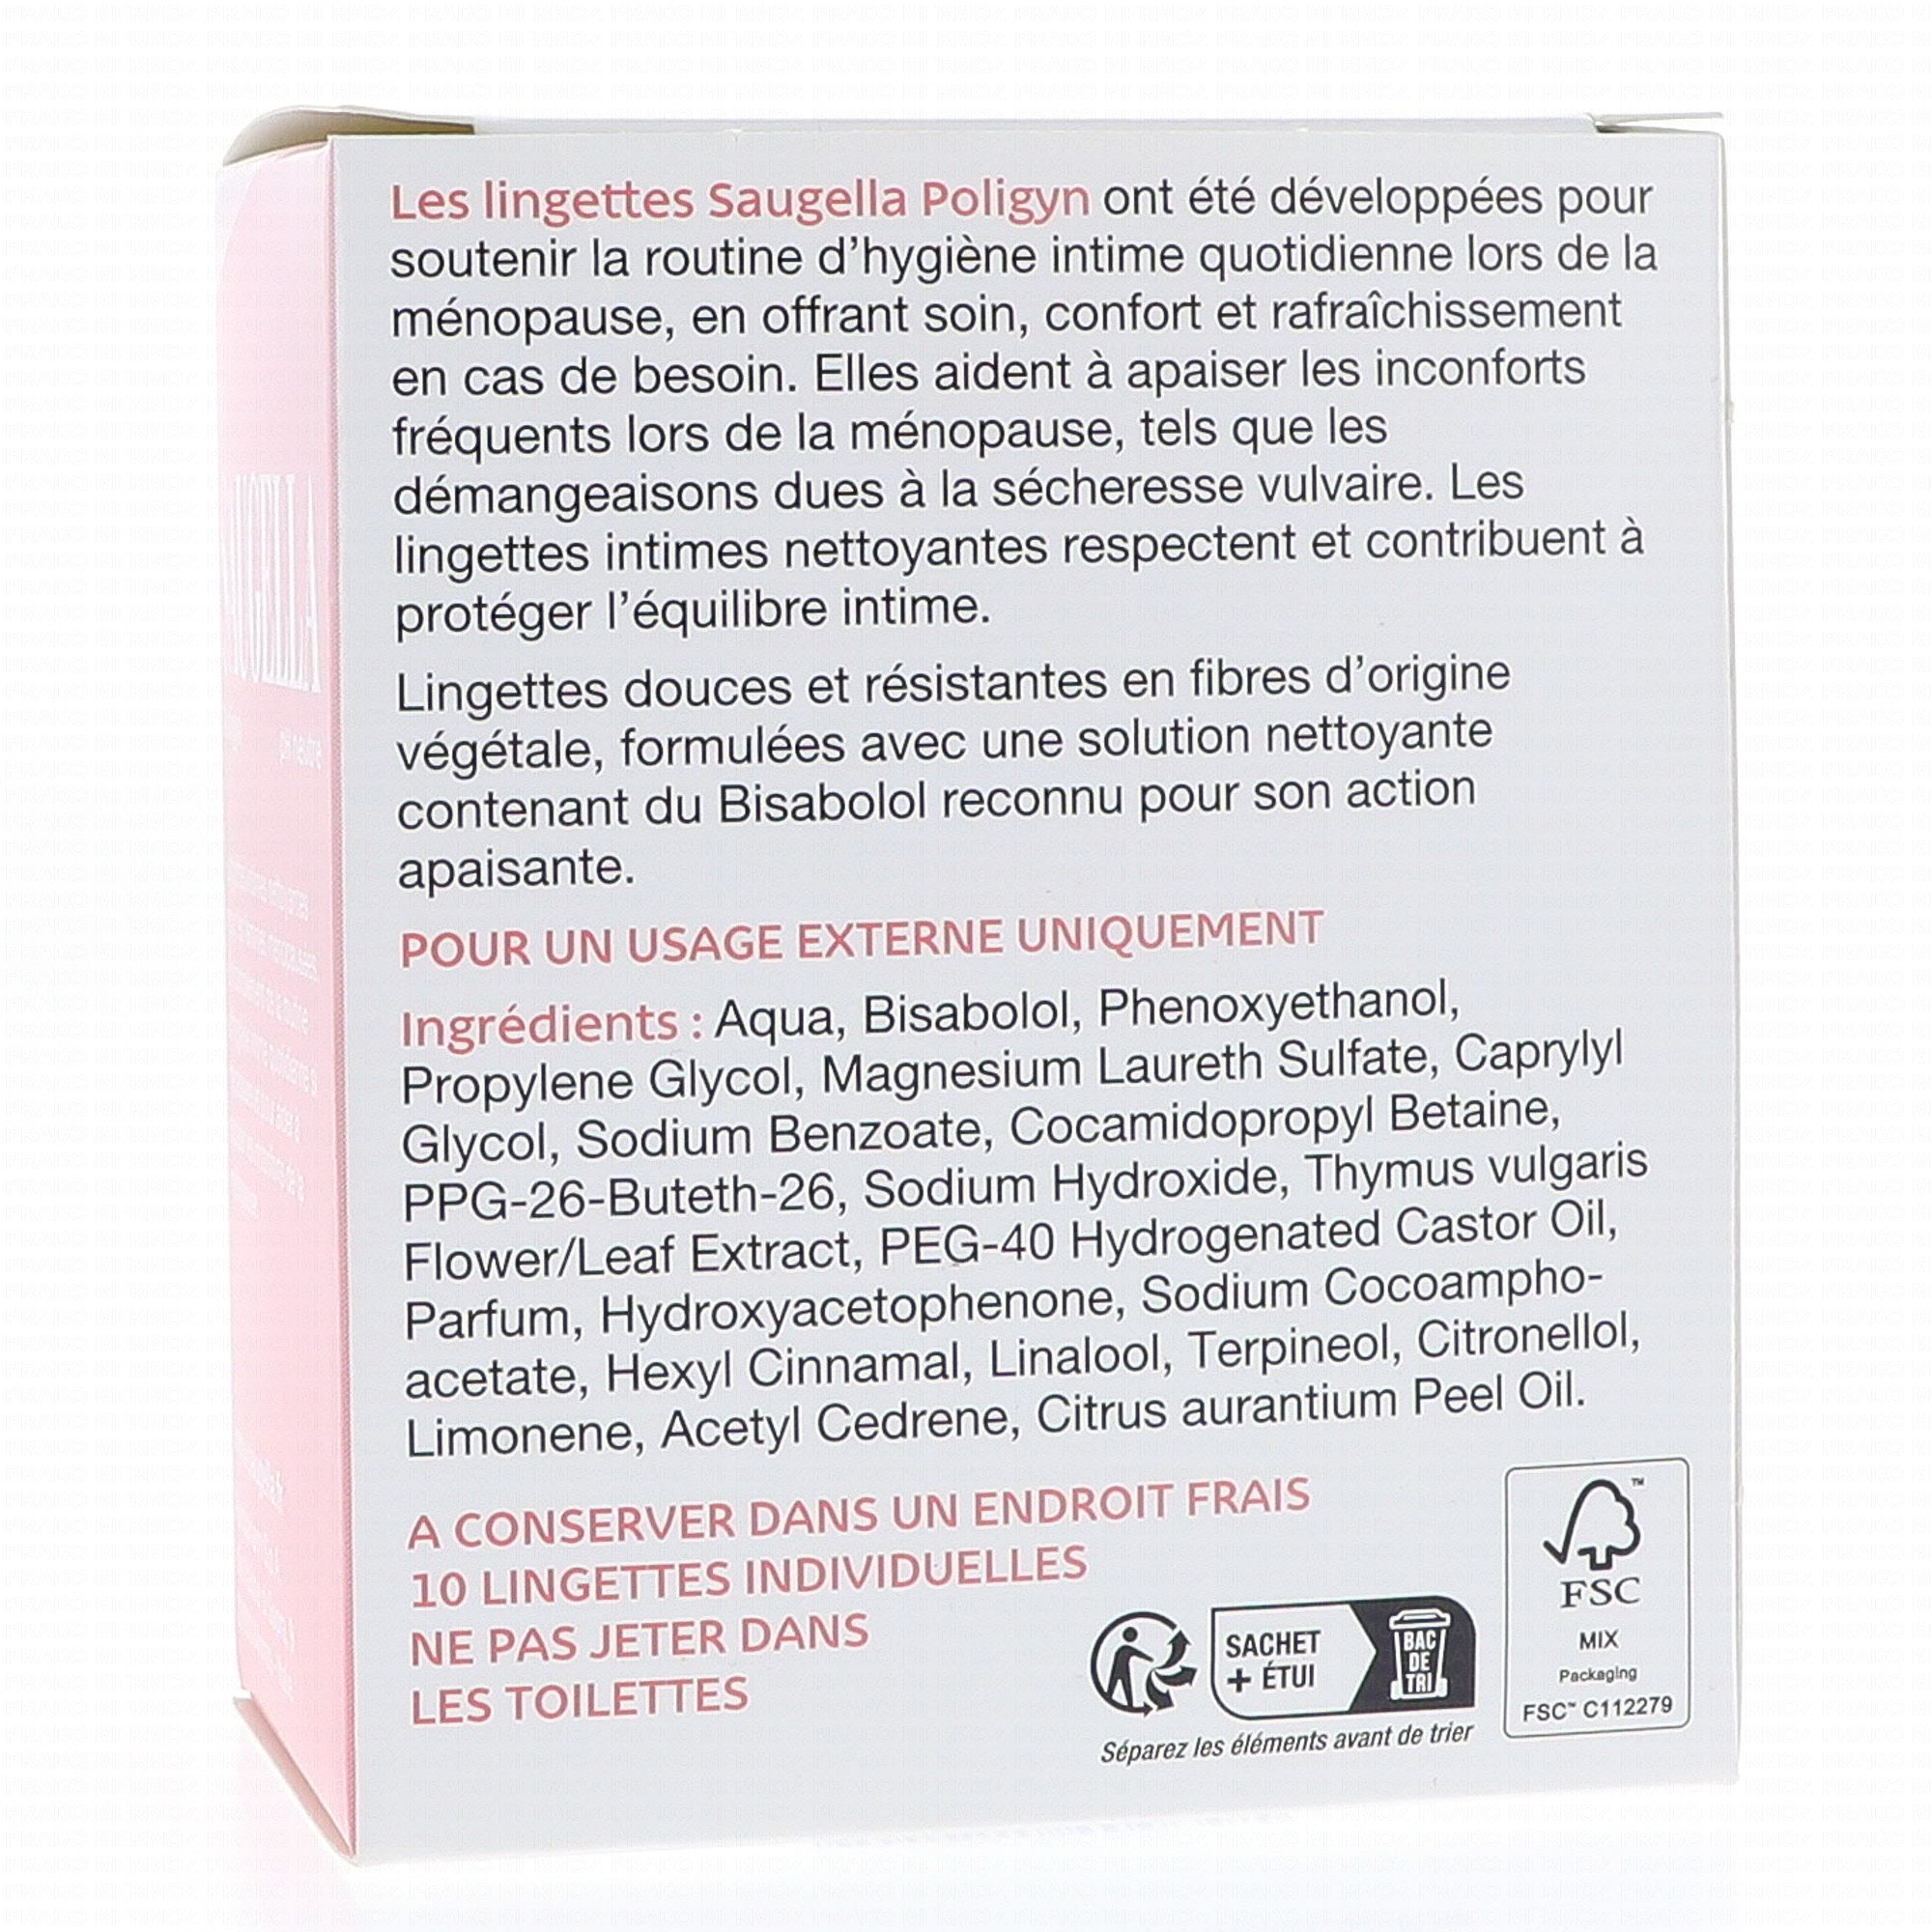 Les lingettes Saugella Poligyn ont été développées pour
soutenir la routine d’hygiène intime quotidienne lors de la
ménopause, en offrant soin, confort et rafraîchissement
en cas de besoin. Elles aident à apaiser les inconforts
fréquents lors de la ménopause, tels que les
démangeaisons dues à la sécheresse vulvaire. Les
lingettes intimes nettoyantes respectent et contribuent à
protéger l’équilibre intime.
Lingettes douces et résistantes en fibres d’origine
végétale, formulées avec une solution nettoyante
contenant du Bisabolol reconnu pour son action
apaisante.
POUR UN USAGE EXTERNE UNIQUEMENT
Ingrédients : Aqua, Bisabolol, Phenoxyethanol,
Propylene Glycol, Magnesium Laureth Sulfate, Caprylyl
Glycol, Sodium Benzoate, Cocamidopropyl Betaine,
PPG-26-Buteth-26, Sodium Hydroxide, Thymus vulgaris
Flower/Leaf Extract, PEG-40 Hydrogenated Castor Oil,
Parfum, Hydroxyacetophenone, Sodium Cocoampho-
acetate, Hexyl Cinnamal, Linalool, Terpineol, Citronellol,
Limonene, Acetyl Cedrene, Citrus aurantium Peel Oil.
A CONSERVER DANS UN ENDROIT FRAIS
10 LINGETTES INDIVIDUELLES
NE PAS JETER DANS
LES TOILETTES
SACHET
+ ÉTUI
BAC
DE
TRI
Séparez les éléments avant de trier
™
FSC
MIX
Packaging
FSC™ C112279